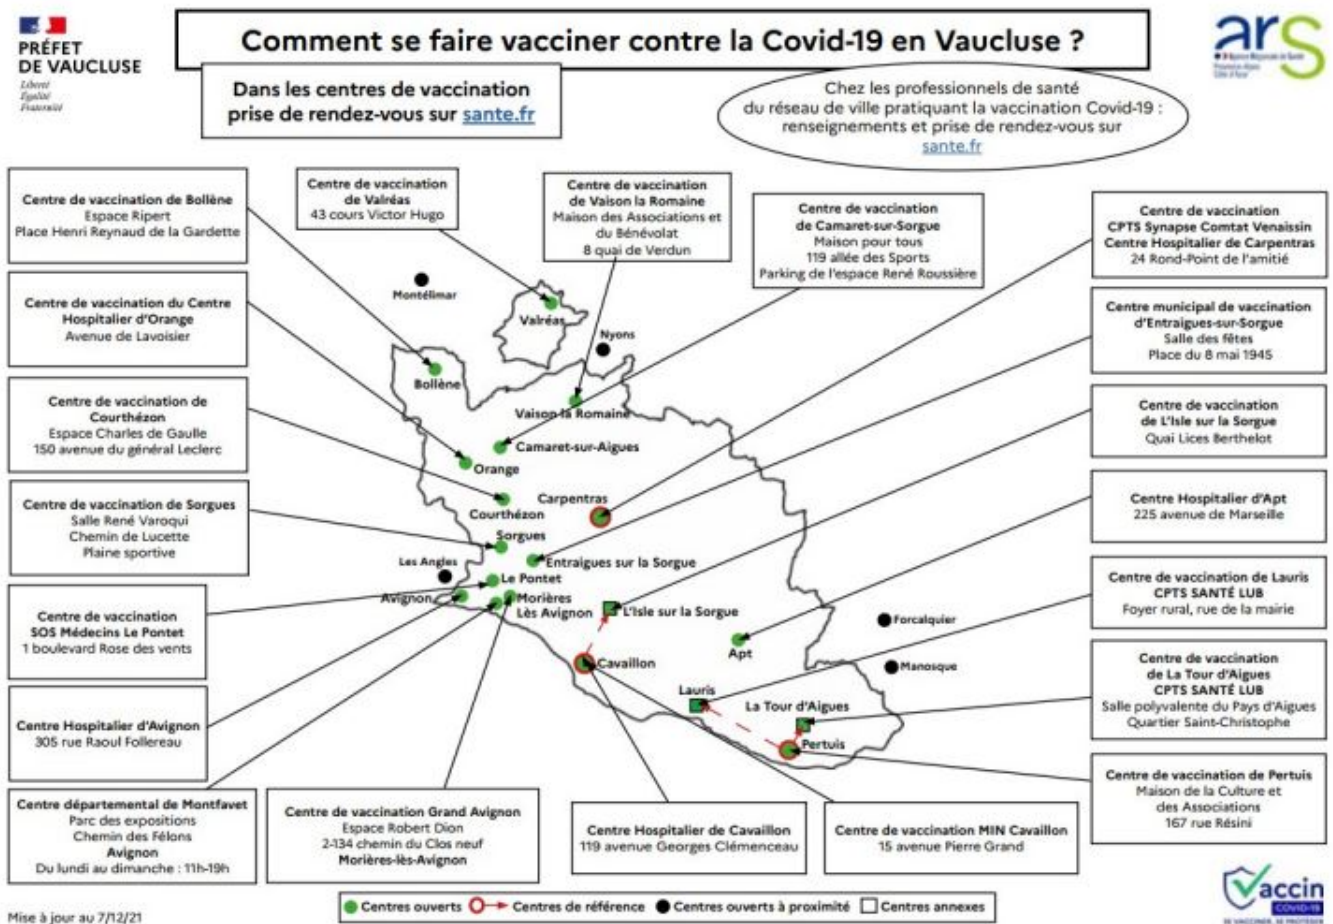 PRÉFET
DE VAUCLUSE
Liberté
Égalité
Fraternité
Comment se faire vacciner contre la Covid-19 en Vaucluse ?
ars
Dans les centres de vaccination
prise de rendez-vous sur sante.fr
Chez les professionnels de santé
du réseau de ville pratiquant la vaccination Covid-19 :
renseignements et prise de rendez-vous sur
sante.fr
Centre de vaccination de Bollène
Espace Ripert
Place Henri Reynaud de la Gardette
Centre de vaccination
de Valréas
43 cours Victor Hugo
Centre de vaccination
de Vaison la Romaine
Maison des Associations et
du Bénévolat
8 quai de Verdun
Centre de vaccination
de Camaret-sur-Sorgue
Maison pour tous
119 allée des Sports
Parking de l'espace René Roussière
Centre de vaccination
CPTS Synapse Comtat Venaissin
Centre Hospitalier de Carpentras
24 Rond-Point de l'amitié
Centre de vaccination du Centre
Hospitalier d'Orange
Avenue de Lavoisier
Centre municipal de vaccination
d'Entraigues-sur-Sorgue
Salle des fêtes
Place du 8 mai 1945
Centre de vaccination de
Courthézon
Espace Charles de Gaulle
150 avenue du général Leclerc
Centre de vaccination
de L'Isle sur la Sorgue
Quai Lices Berthelot
Centre de vaccination de Sorgues
Salle René Varoqui
Chemin de Lucette
Plaine sportive
Centre Hospitalier d'Apt
225 avenue de Marseille
Centre de vaccination
SOS Médecins Le Pontet
1 boulevard Rose des vents
Centre de vaccination de Lauris
CPTS SANTÉ LUB
Foyer rural, rue de la mairie
Centre Hospitalier d'Avignon
305 rue Raoul Follereau
Centre de vaccination
de La Tour d'Aigues
CPTS SANTÉ LUB
Salle polyvalente du Pays d'Aigues
Quartier Saint-Christophe
Centre départemental de Montfavet
Parc des expositions
Chemin des Félons
Avignon
Du lundi au dimanche : 11h-19h
Centre de vaccination Grand Avignon
Espace Robert Dion
2-134 chemin du Clos neuf
Morières-lès-Avignon
Centre Hospitalier de Cavaillon
119 avenue Georges Clémenceau
Centre de vaccination MIN Cavaillon
15 avenue Pierre Grand
Centre de vaccination de Pertuis
Maison de la Culture et
des Associations
167 rue Résini
Montélimar
Valréas
Nyons
Bollène
Vaison la Romaine
Camaret-sur-Aigues
Orange
Carpentras
Courthézon
Sorgues
Les Angles
Entraigues sur la Sorgue
Le Pontet
Avignon
Morières
Lès Avignon
L'Isle sur la Sorgue
Forcalquier
Apt
Cavaillon
Manosque
Lauris
La Tour d'Aigues
Pertuis
Centres ouverts
Centres de référence
Centres ouverts à proximité
Centres annexes
Mise à jour au 7/12/21
Vaccin
COVID-19
SE VACCINER, SE PROTÉGER